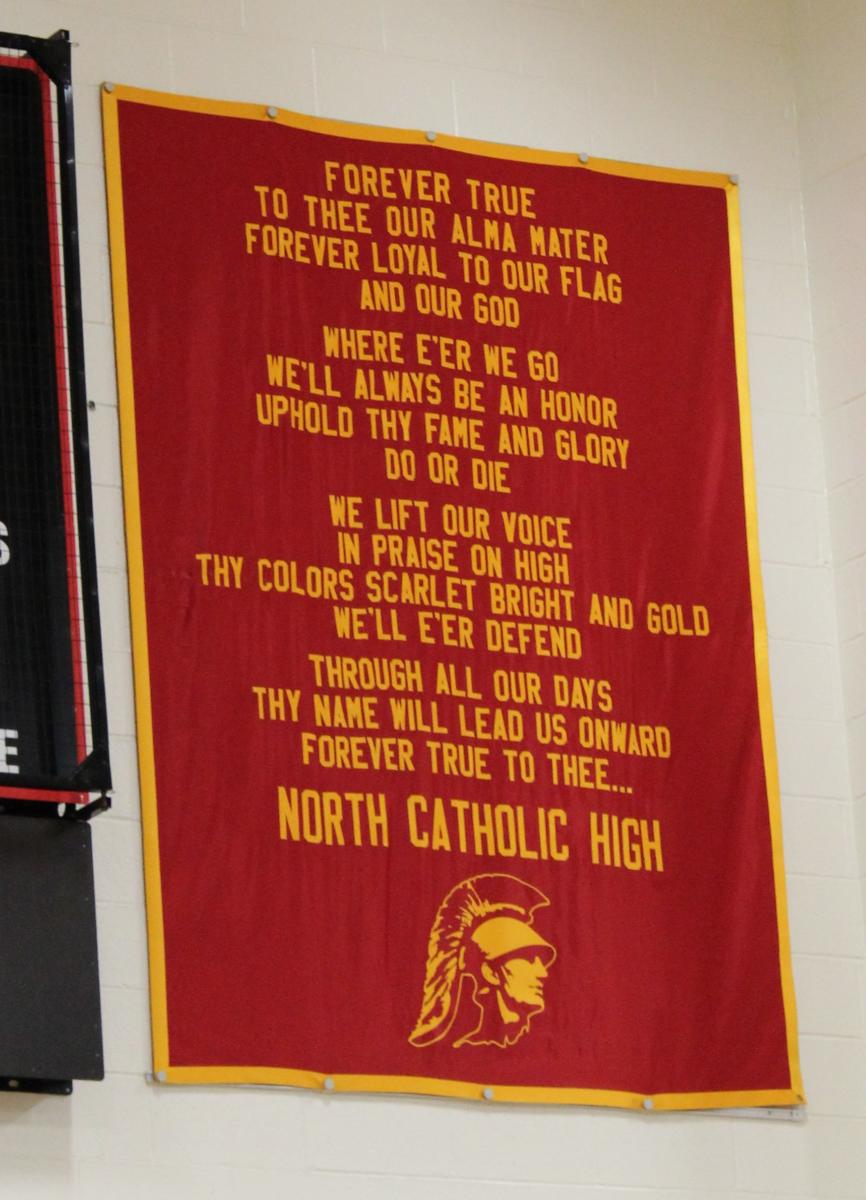 FOREVER TRUE
TO THEE OUR ALMA MATER
FOREVER LOYAL TO OUR FLAG
AND OUR GOD
WHERE E'ER WE GO
WE'LL ALWAYS BE AN HONOR
UPHOLD THY FAME AND GLORY
DO OR DIE
WE LIFT OUR VOICE
IN PRAISE ON HIGH
THY COLORS SCARLET BRIGHT AND GOLD
WE'LL E'ER DEFEND
THROUGH ALL OUR DAYS
THY NAME WILL LEAD US ONWARD
FOREVER TRUE TO THEE...
NORTH CATHOLIC HIGH